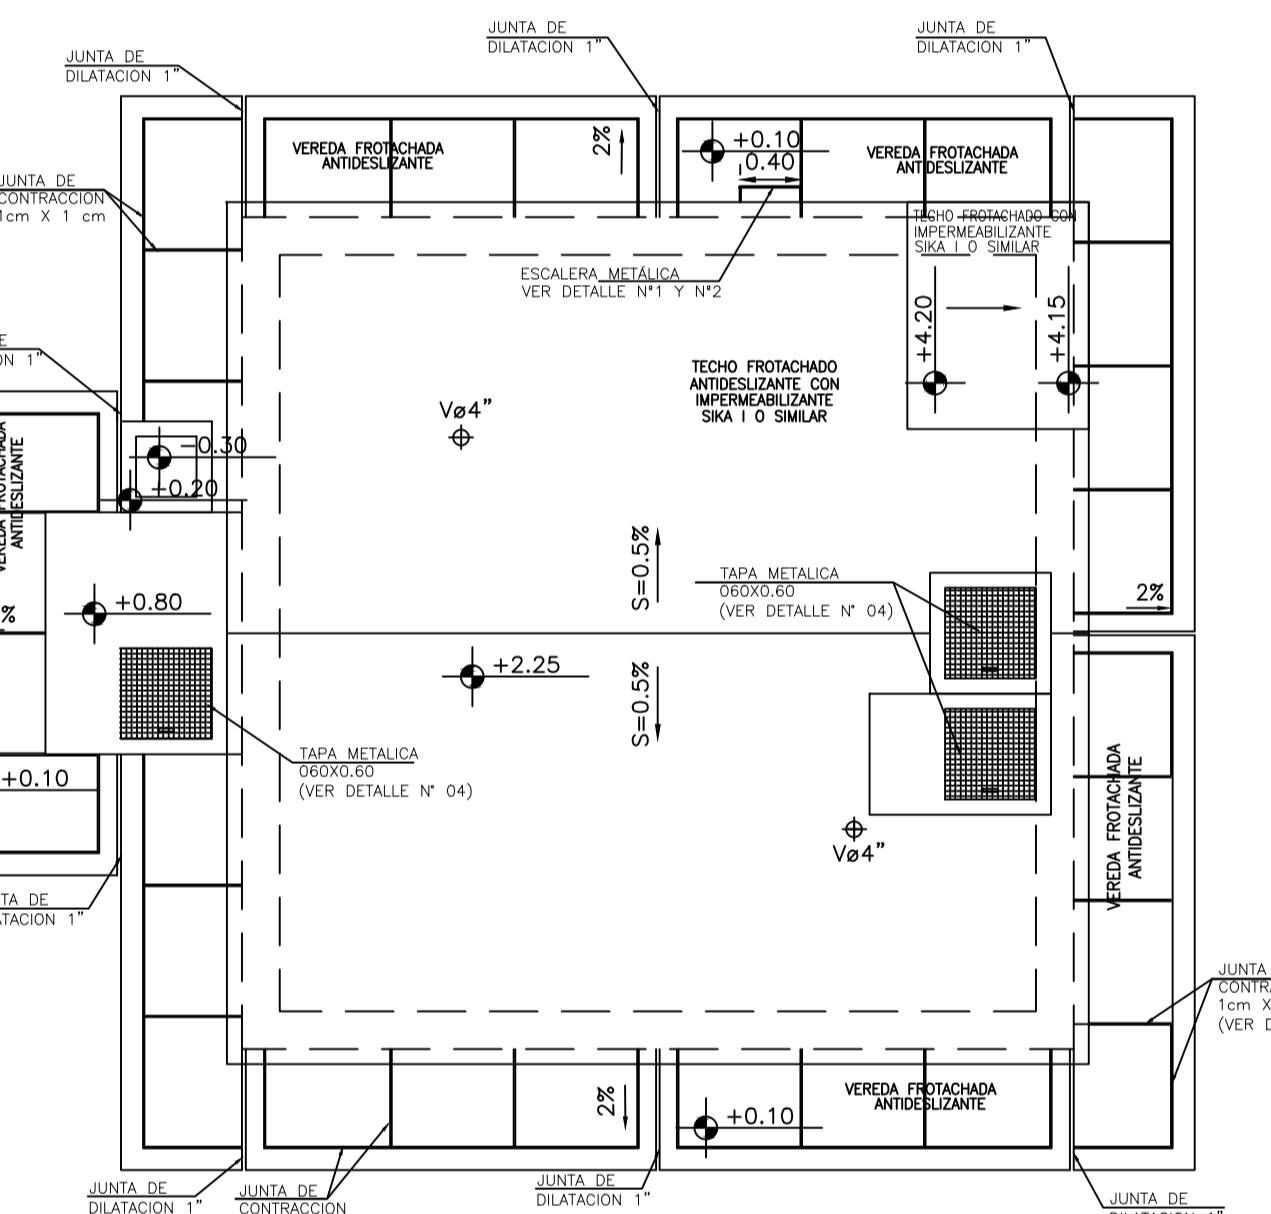 JUNTA DE
DILATACION 1"
JUNTA DE
DILATACION 1"
JUNTA DE
DILATACION 1"
VEREDA FROTACHADA
ANTIDESLIZANTE
2%
+0.10
0.40
VEREDA FROTACHADA
ANTIDESLIZANTE
JUNTA DE
CONTRACCION
1cm X 1 cm
TECHO FROTACHADO CON
IMPERMEABILIZANTE
SIKA I O SIMILAR
ESCALERA METÁLICA
VER DETALLE N°1 Y N°2
+4.20
+4.15
E
ON 1"
TECHO FROTACHADO
ANTIDESLIZANTE CON
IMPERMEABILIZANTE
SIKA I O SIMILAR
Vø4"
-0.30
+0.20
VEREDA FROTACHADA
ANTIDESLIZANTE
S=0.5%
TAPA METALICA
060X0.60
(VER DETALLE N° 04)
2%
+0.80
%
+2.25
S=0.5%
TAPA METALICA
060X0.60
(VER DETALLE N° 04)
+0.10
VEREDA FROTACHADA
ANTIDESLIZANTE
Vø4"
TA DE
ATACION 1"
JUNTA
CONTRA
1cm X
(VER D
2%
VEREDA FROTACHADA
ANTIDESLIZANTE
+0.10
JUNTA DE
DILATACION 1"
JUNTA DE
CONTRACCION
JUNTA DE
DILATACION 1"
JUNTA DE
DILATACION 1"